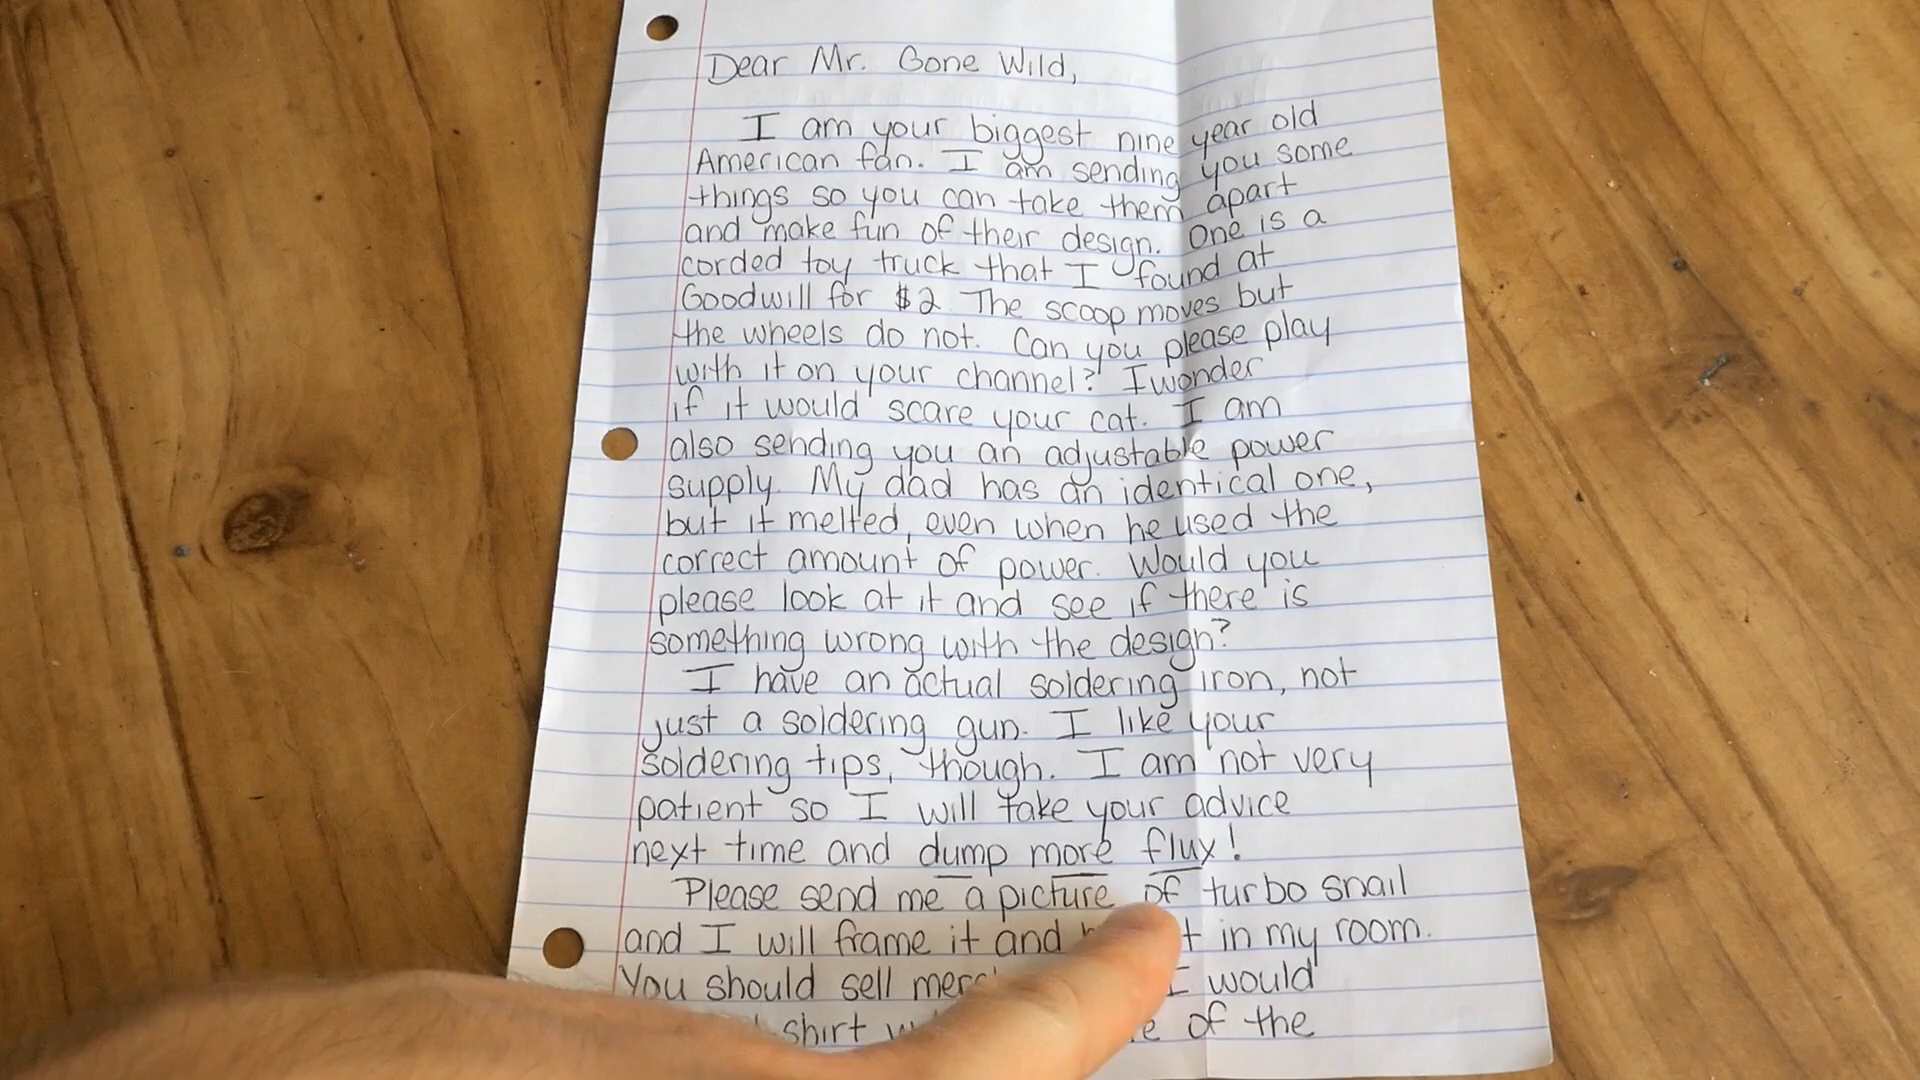 Dear Mr. Gone Wild,
I am your biggest nine year old
American fan. I am sending you some
things so you can take them apart
and make fun of their design. One is a
corded toy truck that I found at
Goodwill for $2. The scoop moves but
the wheels do not. Can you please play
with it on your channel? I wonder
if it would scare your cat. I am
also sending you an adjustable power
supply. My dad has an identical one,
but it melted, even when he used the
correct amount of power. Would you
please look at it and see if there is
something wrong with the design?
I have an actual soldering iron, not
just a soldering gun. I like your
soldering tips, though. I am not very
patient so I will take your advice
next time and dump more flux!
Please send me a picture of turbo snail
and I will frame it and in my room.
You should sell I would
shirt of the